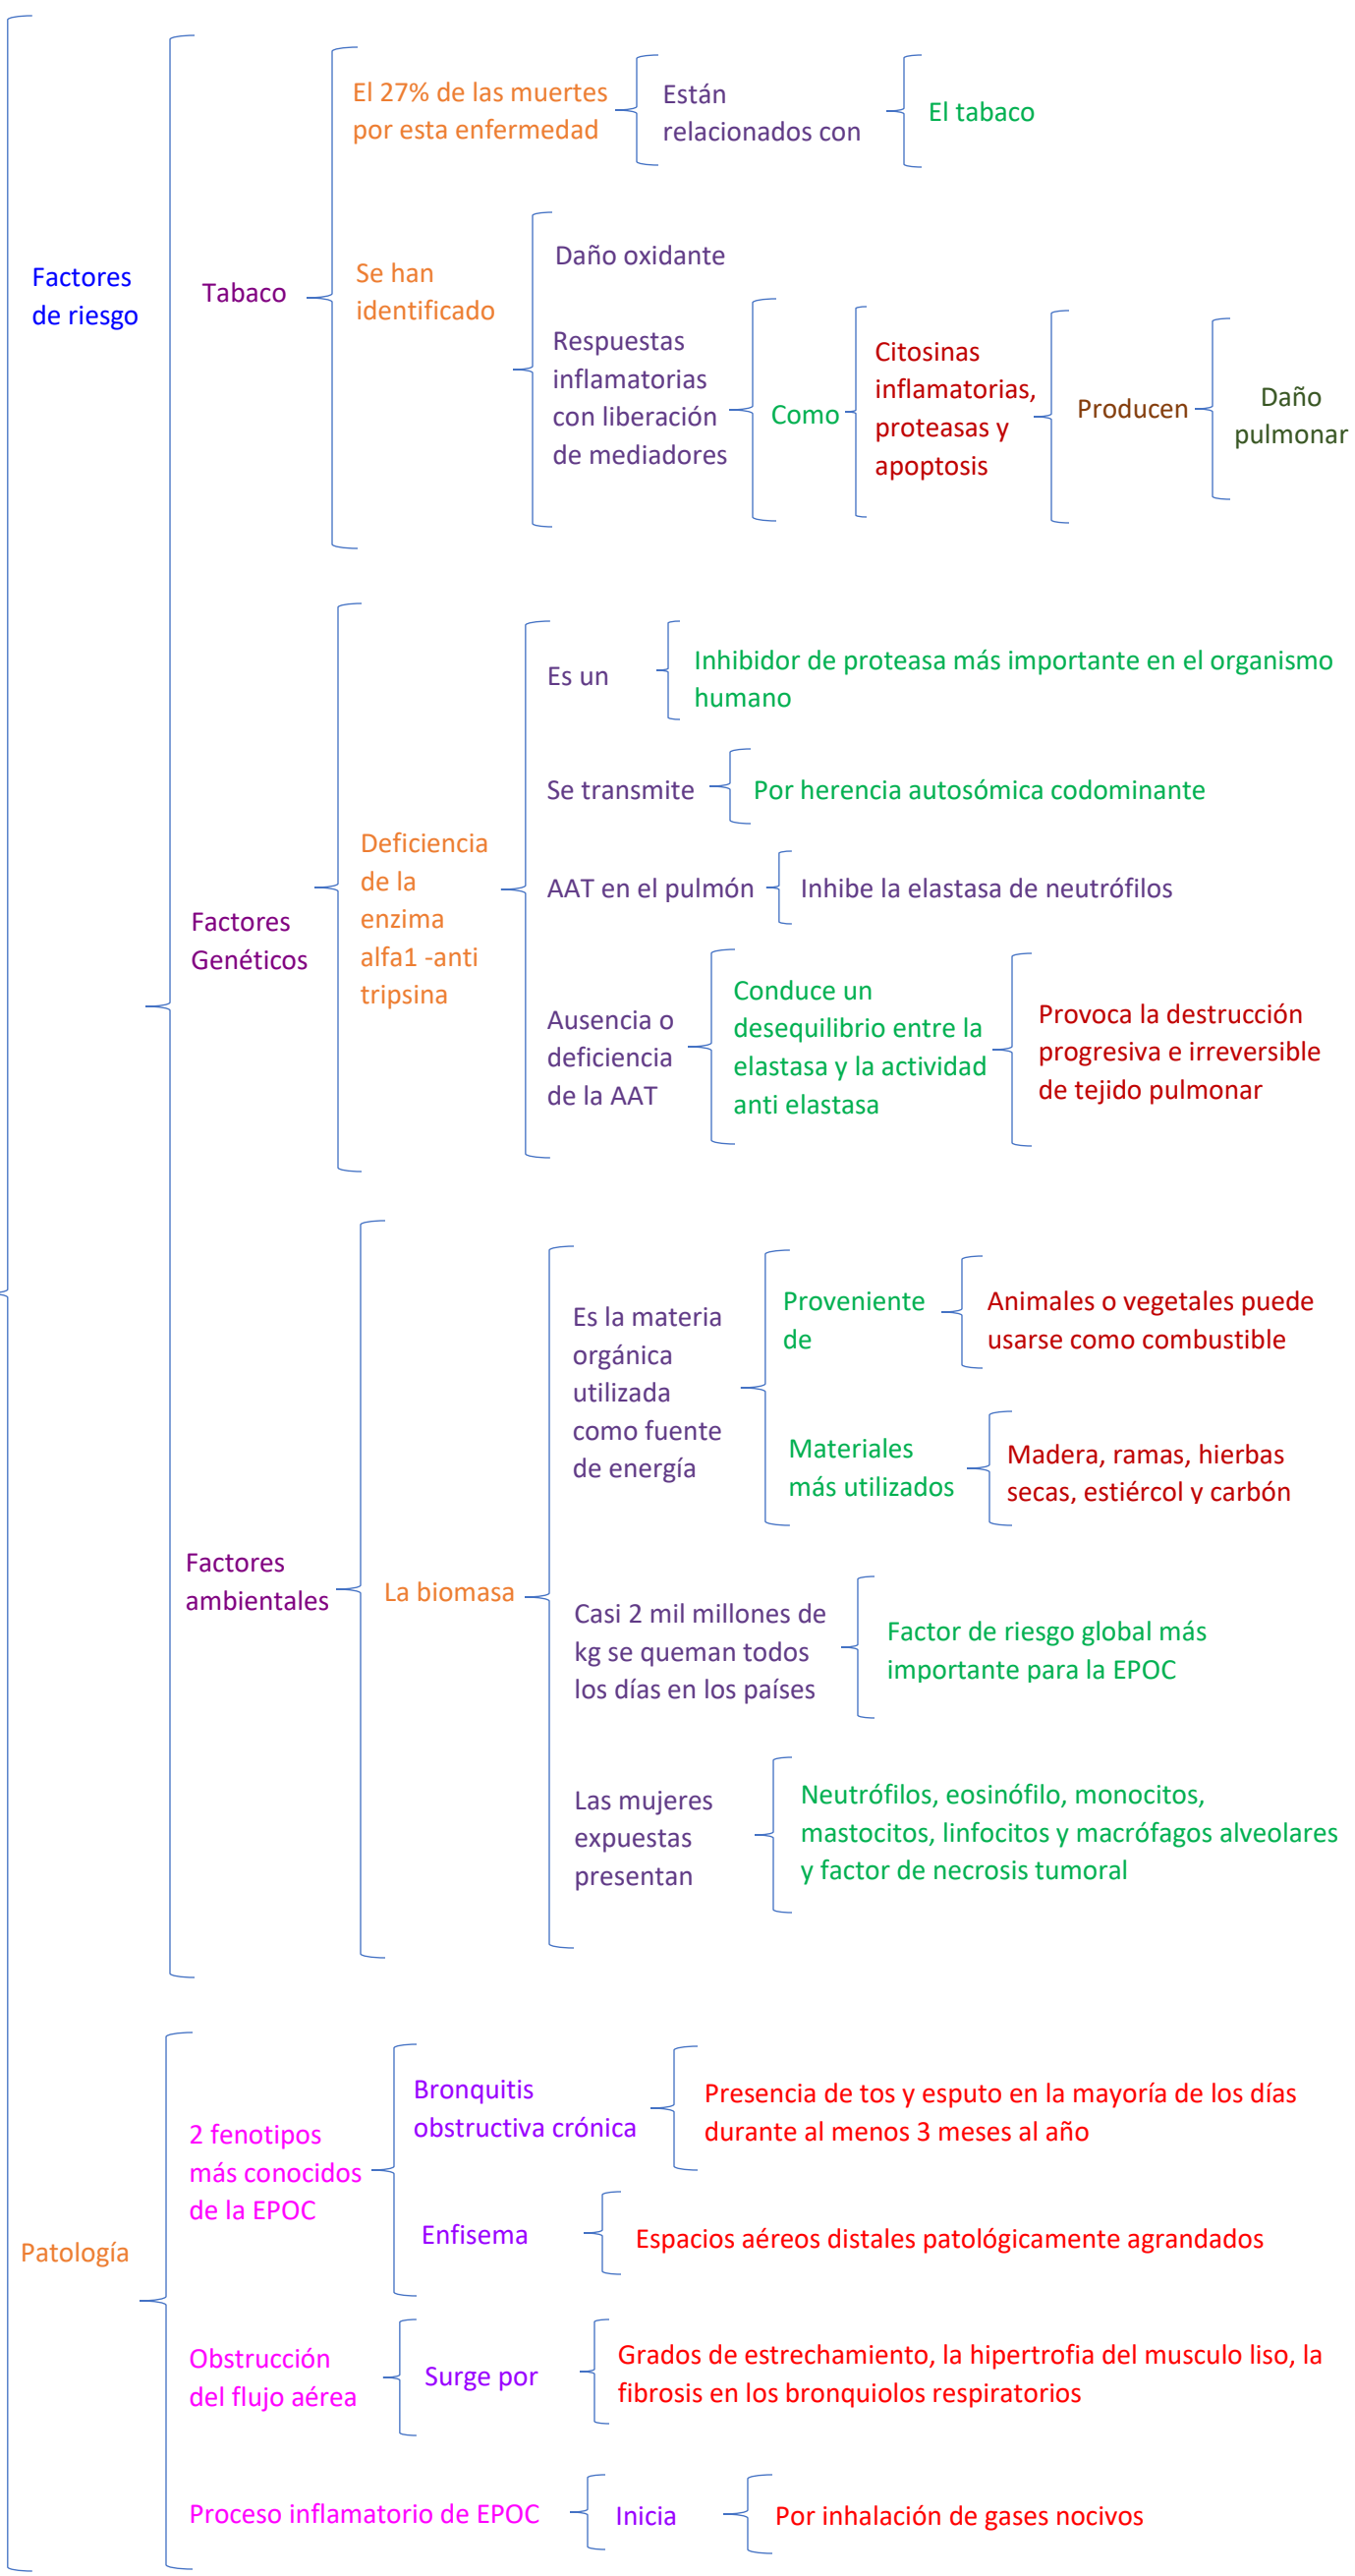 Factores
de riesgo
Tabaco
El 27% de las muertes
por esta enfermedad
Están
relacionados con
El tabaco
Se han
identificado
Daño oxidante
Respuestas
inflamatorias
con liberación
de mediadores
Como
Citosinas
inflamatorias,
proteasas y
apoptosis
Producen
Daño
pulmonar
Factores
Genéticos
Deficiencia
de la
enzima
alfa1 -anti
tripsina
Es un
Inhibidor de proteasa más importante en el organismo
humano
Se transmite
Por herencia autosómica codominante
AAT en el pulmón
Inhibe la elastasa de neutrófilos
Ausencia o
deficiencia
de la AAT
Conduce un
desequilibrio entre la
elastasa y la actividad
anti elastasa
Provoca la destrucción
progresiva e irreversible
de tejido pulmonar
Factores
ambientales
La biomasa
Es la materia
orgánica
utilizada
como fuente
de energía
Proveniente
de
Animales o vegetales puede
usarse como combustible
Materiales
más utilizados
Madera, ramas, hierbas
secas, estiércol y carbón
Casi 2 mil millones de
kg se queman todos
los días en los países
Factor de riesgo global más
importante para la EPOC
Las mujeres
expuestas
presentan
Neutrófilos, eosinófilo, monocitos,
mastocitos, linfocitos y macrófagos alveolares
y factor de necrosis tumoral
Patología
2 fenotipos
más conocidos
de la EPOC
Bronquitis
obstructiva crónica
Presencia de tos y esputo en la mayoría de los días
durante al menos 3 meses al año
Enfisema
Espacios aéreos distales patológicamente agrandados
Obstrucción
del flujo aérea
Surge por
Grados de estrechamiento, la hipertrofia del musculo liso, la
fibrosis en los bronquiolos respiratorios
Proceso inflamatorio de EPOC
Inicia
Por inhalación de gases nocivos